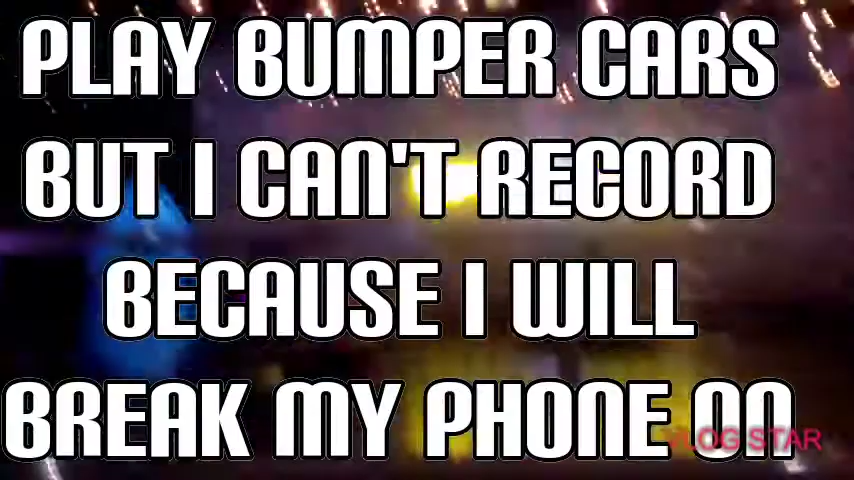 PLAY BUMPER CARS
BUT I CAN'T RECORD
BECAUSE I WILL
BREAK MY PHONE ON
VLOG STAR